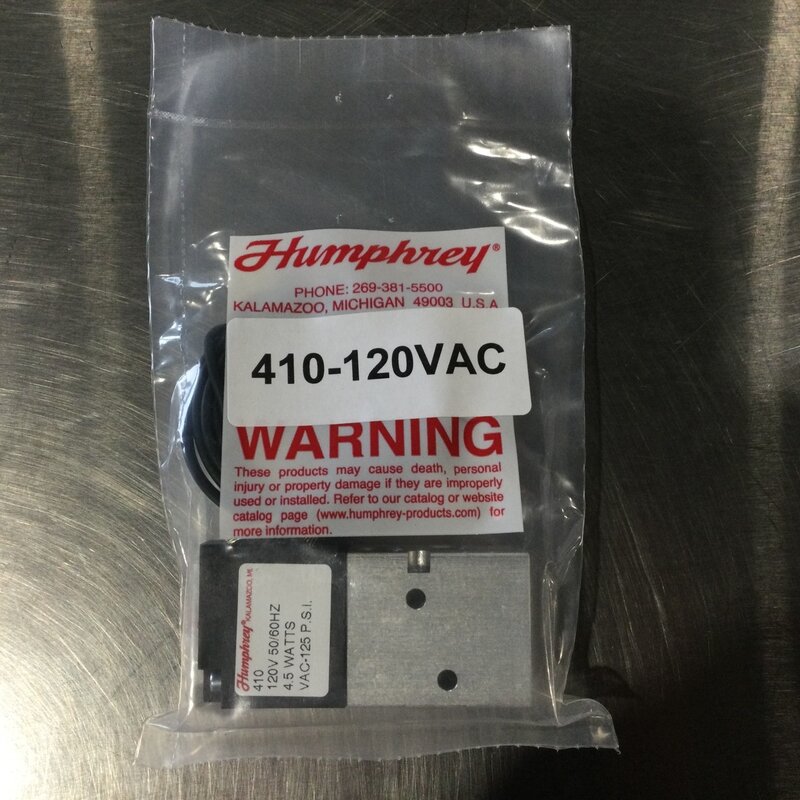 Humphrey®
PHONE: 269-381-5500
KALAMAZOO, MICHIGAN 49003 U.S.A
410-120VAC
WARNING
These products may cause death, personal
injury or property damage if they are improperly
used or installed. Refer to our catalog or website
catalog page (www.humphrey-products.com) for
more information.
Humphrey® KALAMAZOO, MI.
410
120V 50/60HZ
4.5 WATTS
VAC-125 P.S.I.